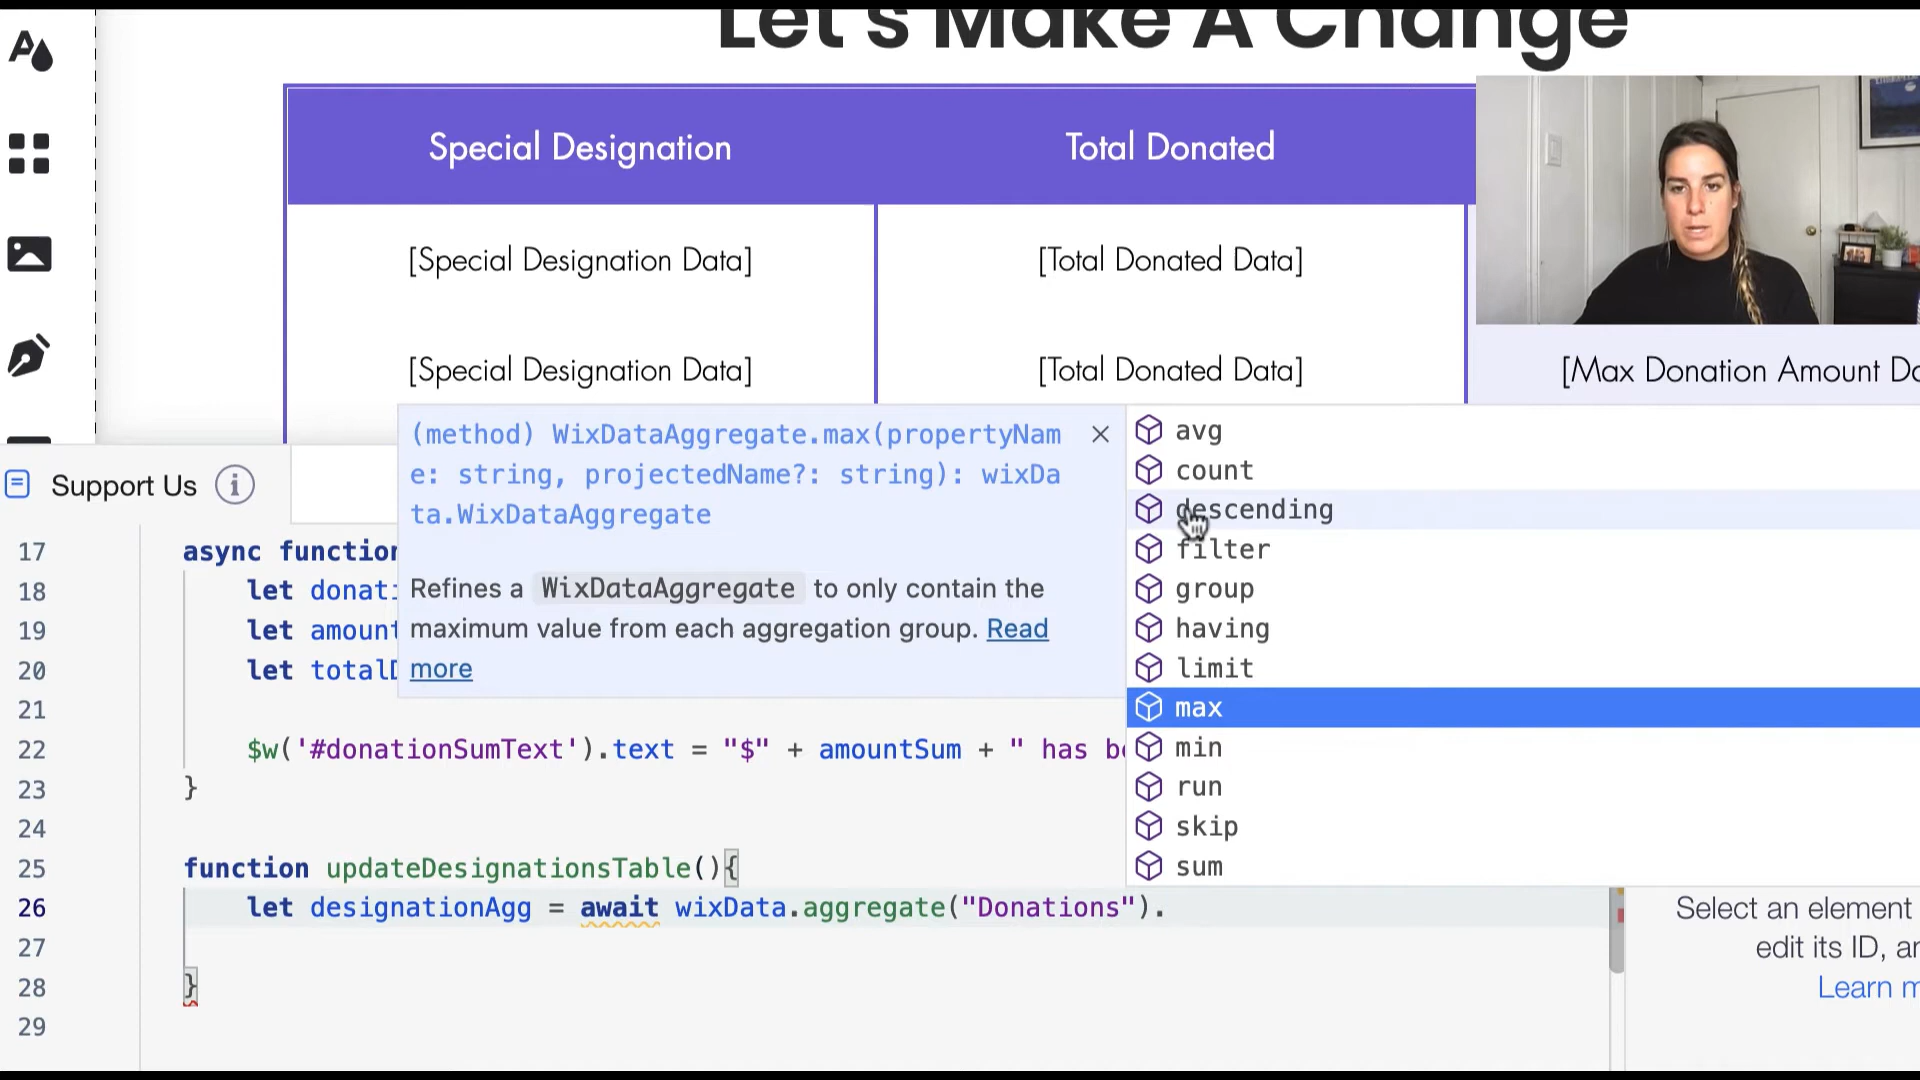 Let's Make A Change
Special Designation
Total Donated
[Special Designation Data]
[Total Donated Data]
[Special Designation Data]
[Total Donated Data]
[Max Donation Amount Da
(method) WixDataAggregate.max(propertyNam
e: string, projectedName?: string): wixDa
ta.WixDataAggregate
Refines a WixDataAggregate to only contain the
maximum value from each aggregation group. Read
more
avg
count
descending
filter
group
having
limit
max
min
run
skip
sum
Support Us
17 async function
18 let donati
19 let amount
20 let totalD
21
22 $w('#donationSumText').text = "$" + amountSum + " has be
23 }
24
25 function updateDesignationsTable(){
26 let designationAgg = await wixData.aggregate("Donations").
27
28 }
29
Select an element
edit its ID, an
Learn m